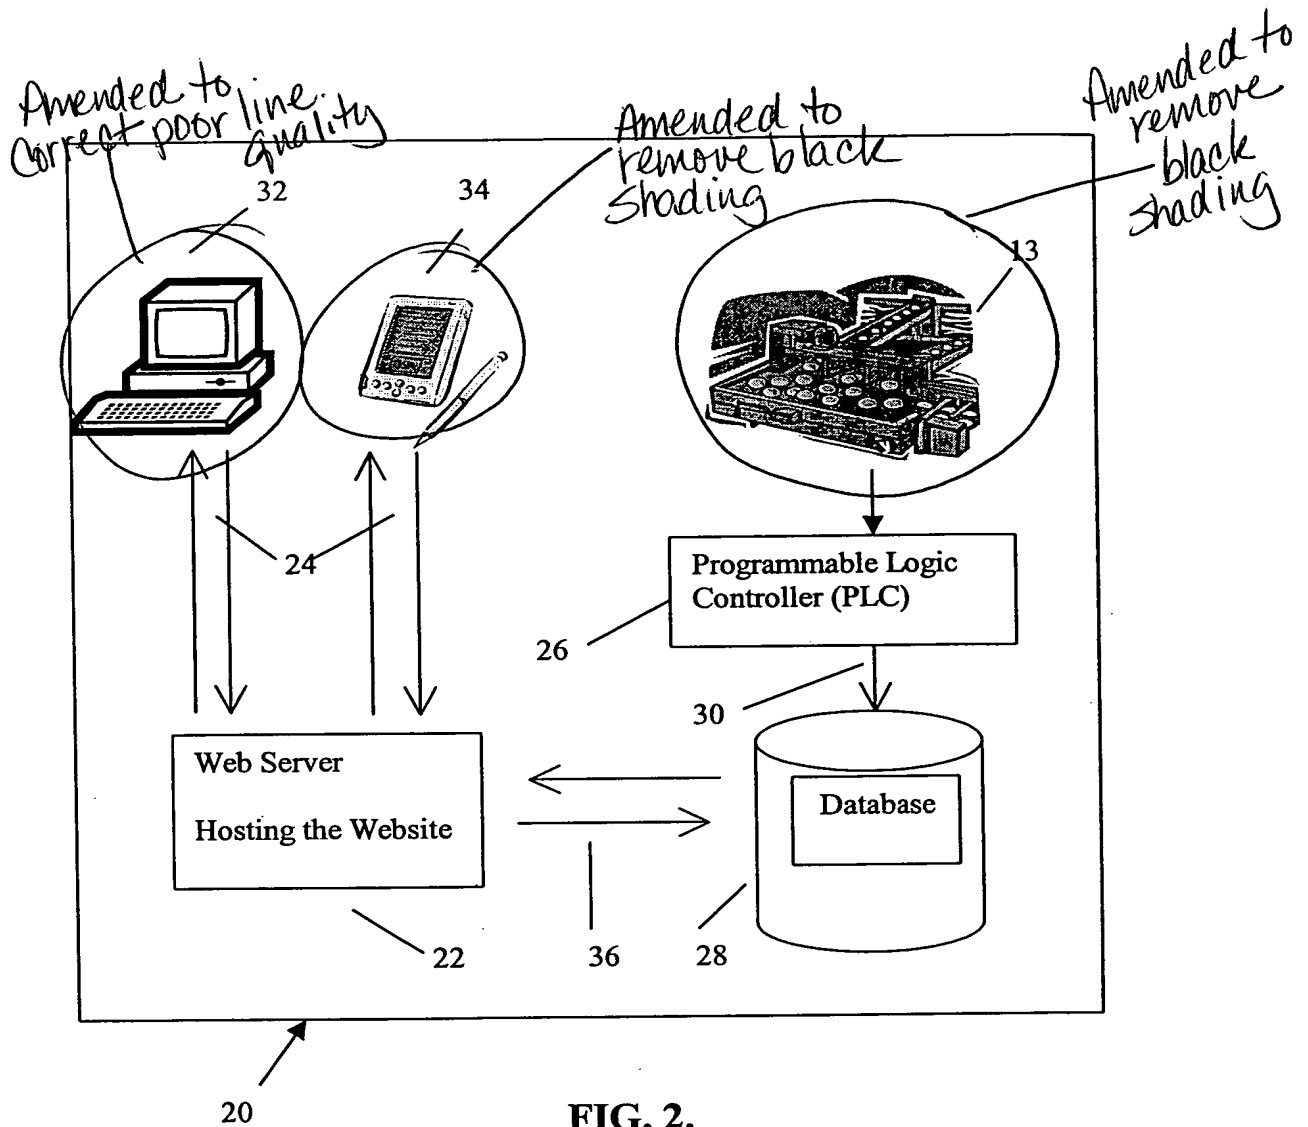 Amended to
correct poor line
quality
Amended to
remove black
shading
Amended to
remove
black
shading
32
34
13
24
Programmable Logic
Controller (PLC)
26
30
Web Server
Hosting the Website
Database
22
36
28
20
FIG. 2.